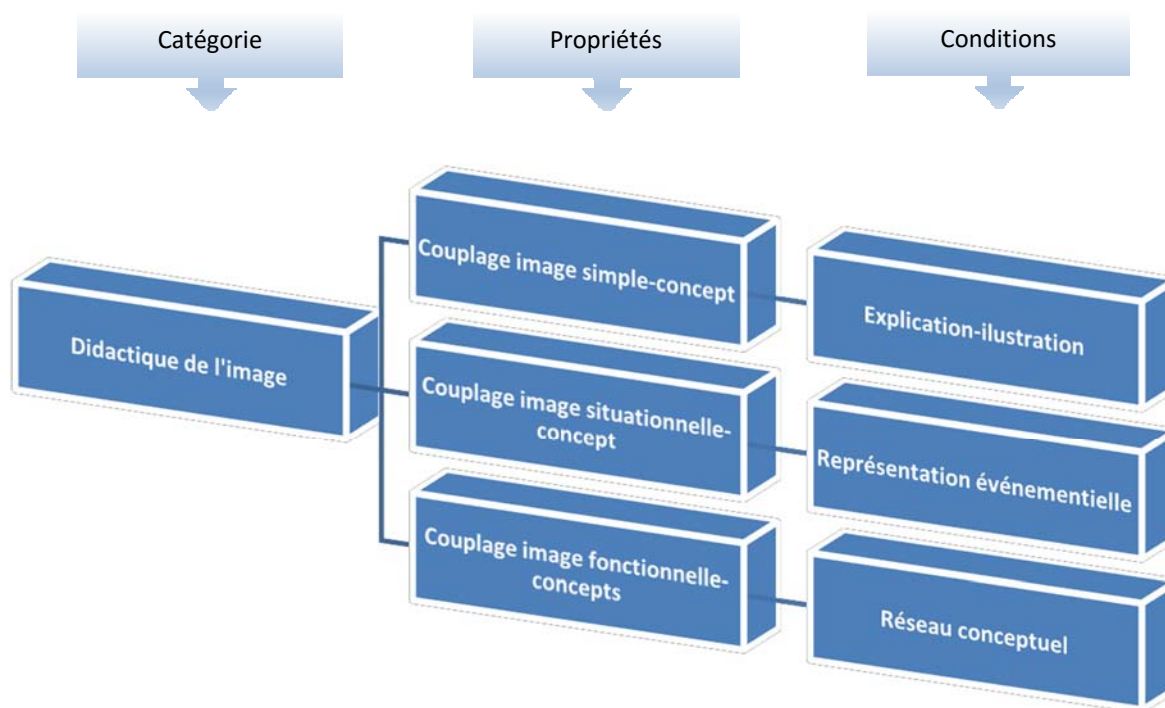 Catégorie
Propriétés
Conditions
Didactique de l'image
Couplage image simple-concept
Explication-ilustration
Couplage image situationnelle-
concept
Représentation événementielle
Couplage image fonctionnelle-
concepts
Réseau conceptuel